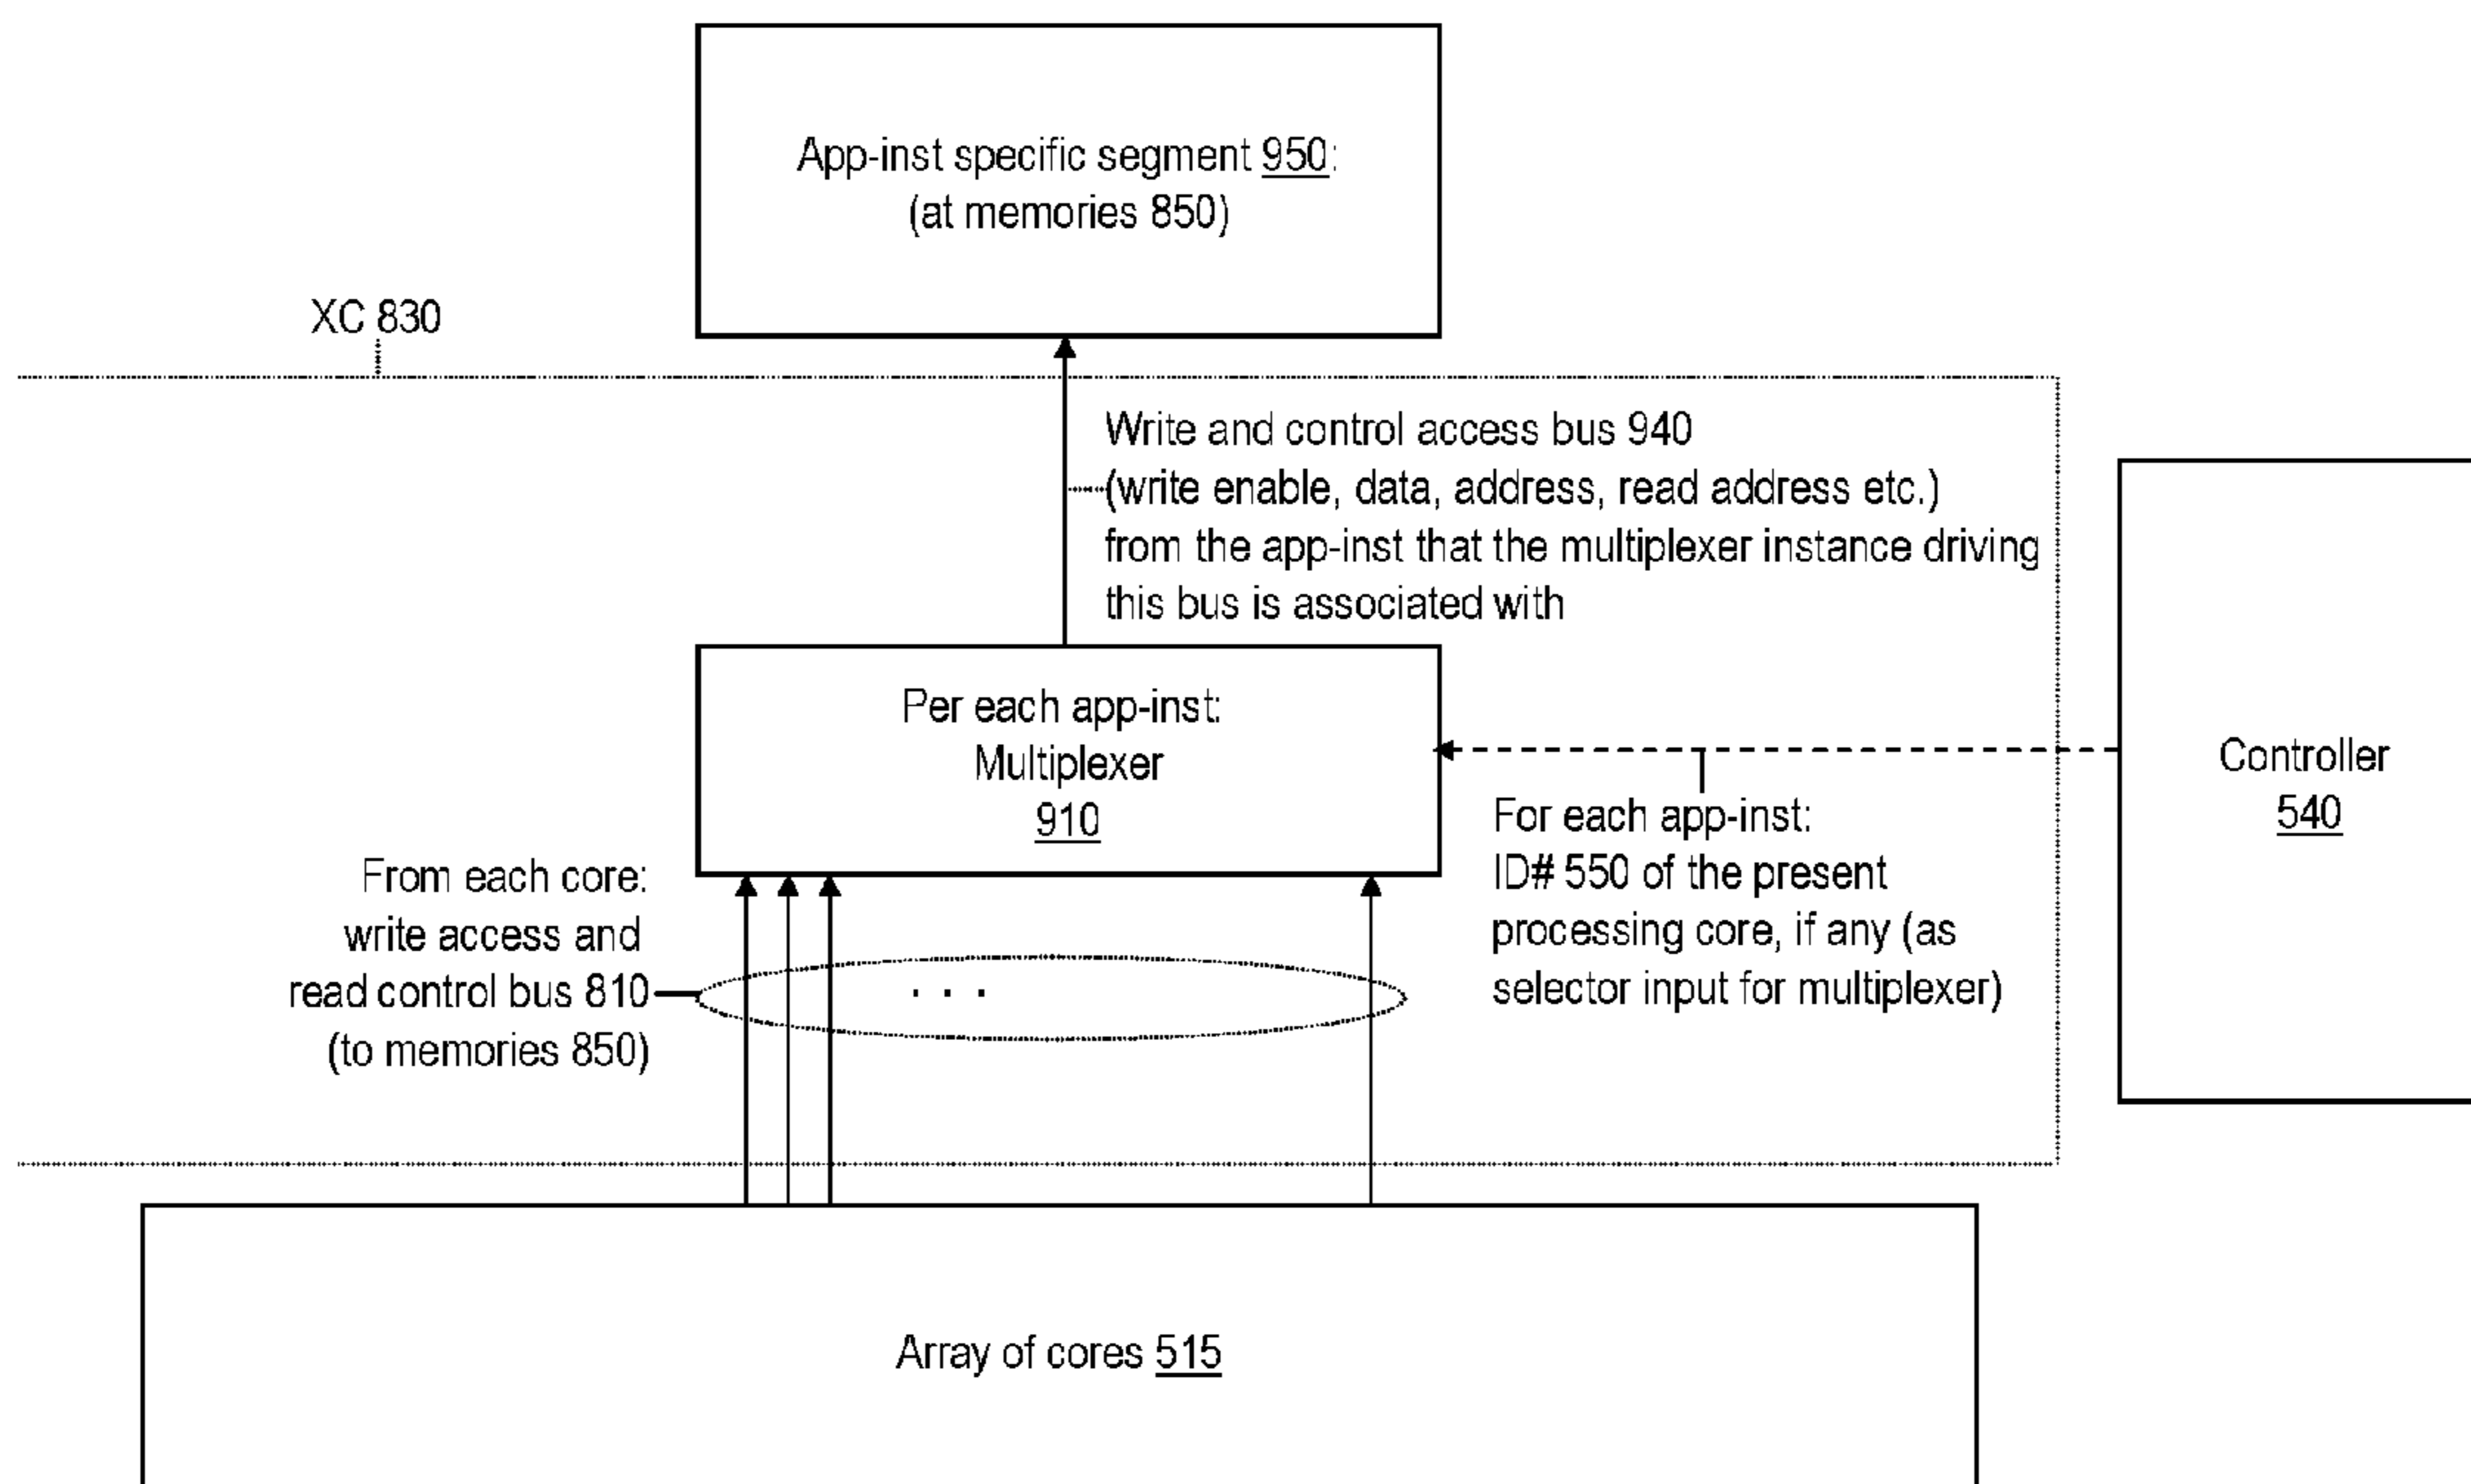 App-inst specific segment 950:
(at memories 850)
XC 830
Write and control access bus 940
(write enable, data, address, read address etc.)
from the app-inst that the multiplexer instance driving
this bus is associated with
Per each app-inst:
Multiplexer
910
Controller
540
For each app-inst:
ID# 550 of the present
processing core, if any (as
selector input for multiplexer)
From each core:
write access and
read control bus 810
(to memories 850)
. . .
Array of cores 515